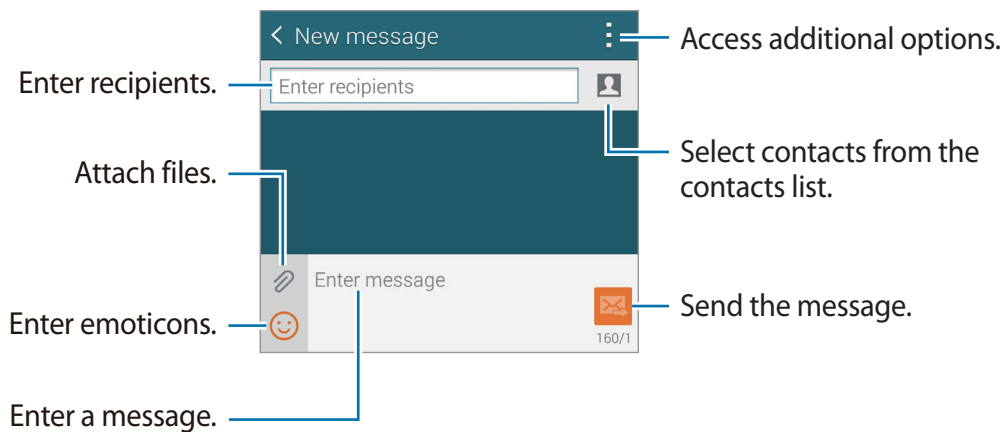 New message
Access additional options.
Enter recipients.
Enter recipients
Select contacts from the
contacts list.
Attach files.
Enter message
Send the message.
Enter emoticons.
160/1
Enter a message.